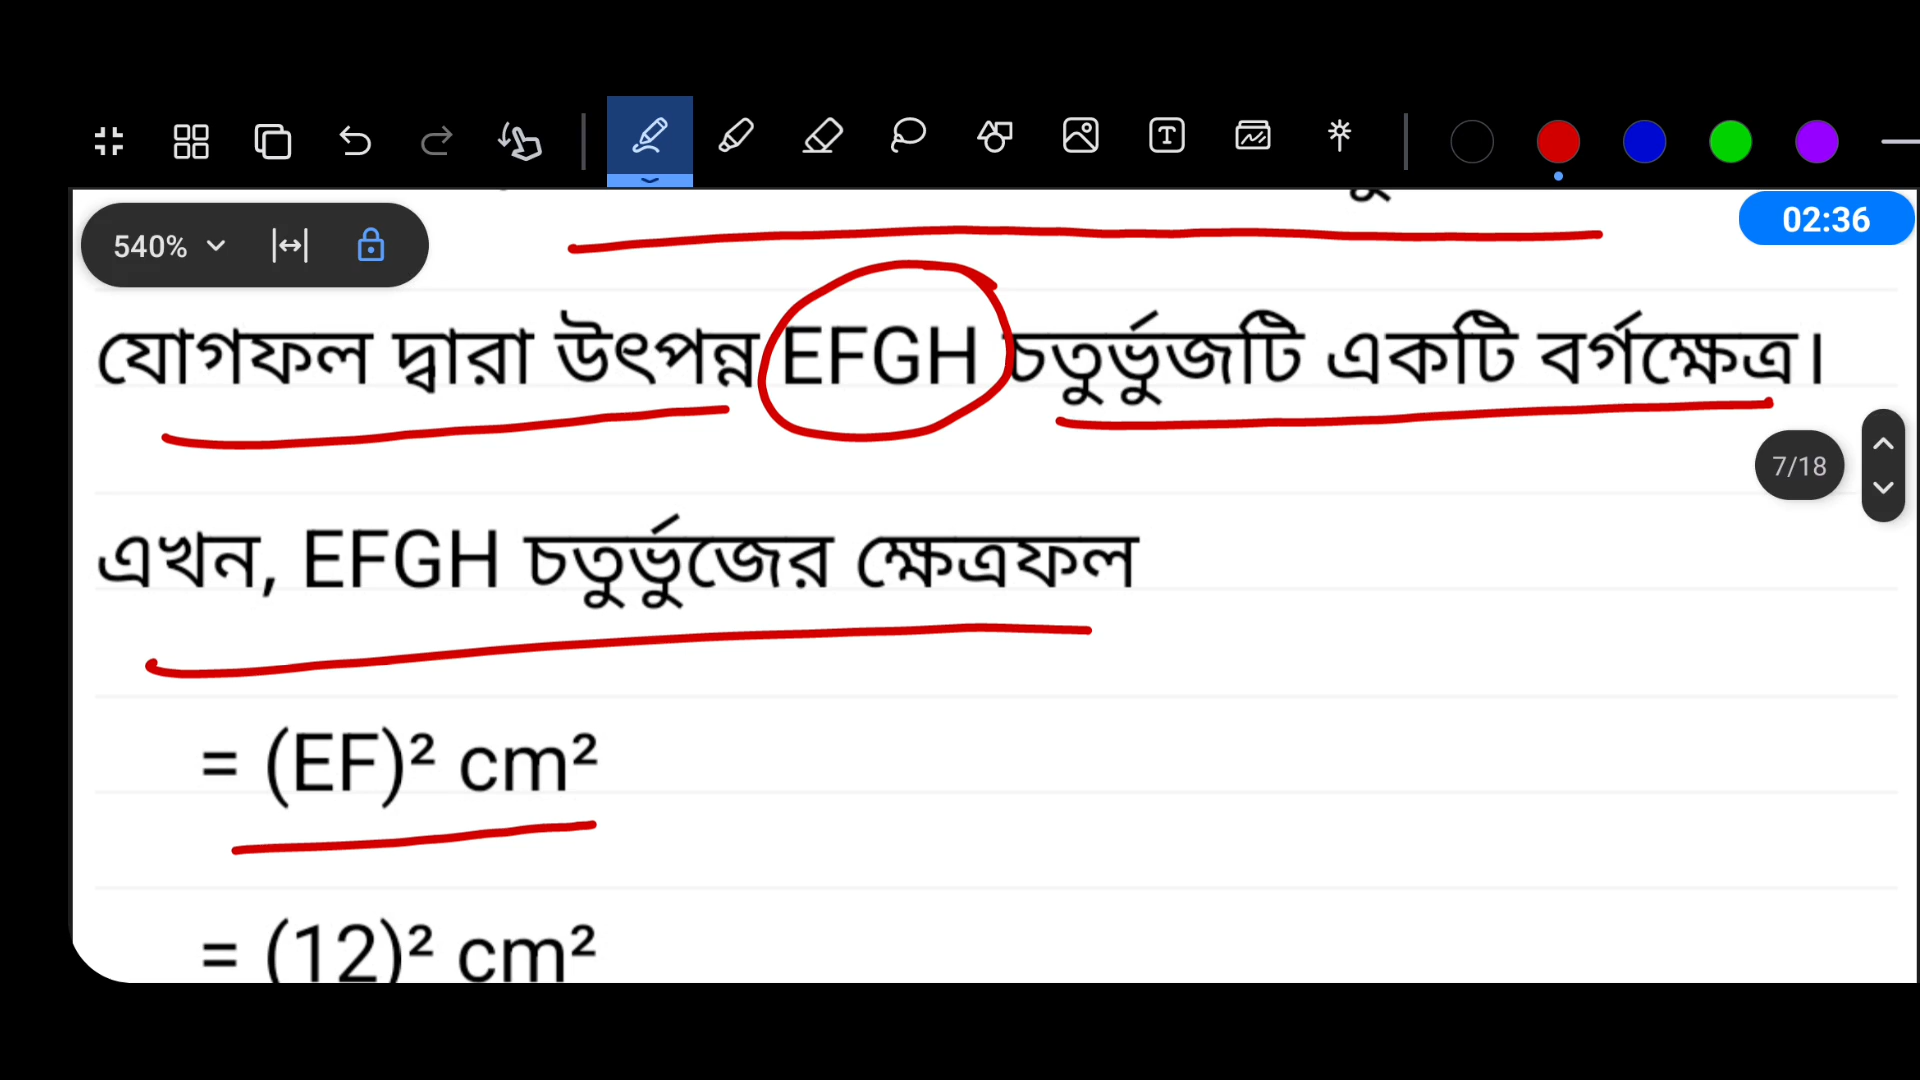 540%
02:36
যোগফল দ্বারা উৎপন্ন EFGH চতুর্ভুজটি একটি বর্গক্ষেত্র।
7/18
এখন, EFGH চতুর্ভুজের ক্ষেত্রফল
= (EF)² cm²
= (12)² cm²